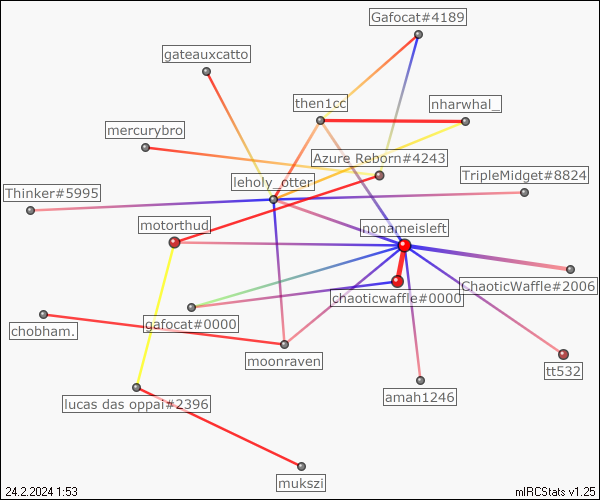 Gafocat#4189
gateauxcatto
then1cc
nharwhal_
mercurybro
Azure Reborn#4243
leholy_otter
TripleMidget#8824
Thinker#5995
motorthud
nonameisleft
ChaoticWaffle#2006
chaoticwaffle#0000
gafocat#0000
chobham.
moonraven
tt532
amah1246
lucas das oppai#2396
mukszi
24.2.2024 1:53
mIRCStats v1.25